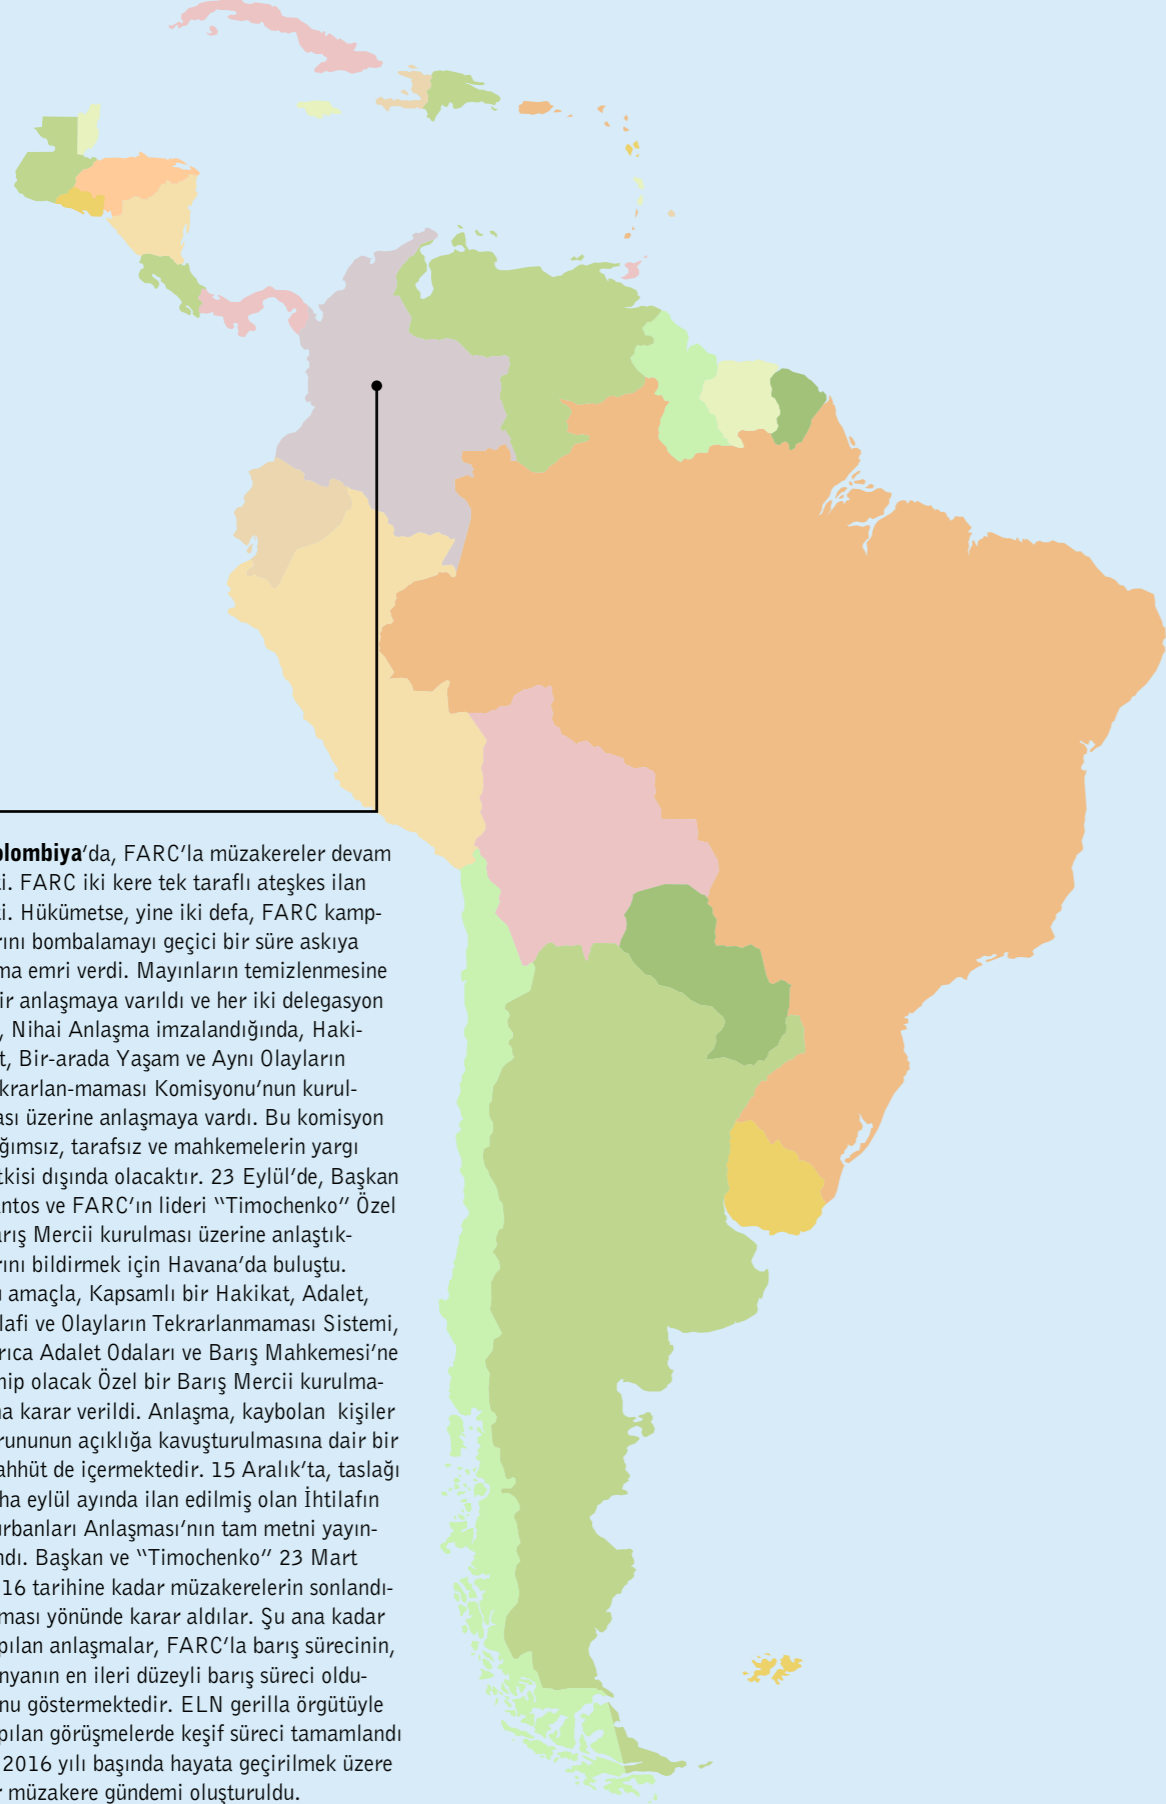 olombiya'da, FARC'la müzakereler devam
ti. FARC iki kere tek taraflı ateşkes ilan
ti. Hükümetse, yine iki defa, FARC kamp-
rını bombalamayı geçici bir süre askıya
ma emri verdi. Mayınların temizlenmesine
ir anlaşmaya varıldı ve her iki delegasyon
, Nihai Anlaşma imzalandığında, Haki-
t, Bir-arada Yaşam ve Aynı Olayların
krarlan-maması Komisyonu'nun kurul-
ası üzerine anlaşmaya vardı. Bu komisyon
ğımsız, tarafsız ve mahkemelerin yargı
tkisi dışında olacaktır. 23 Eylül'de, Başkan
ntos ve FARC'ın lideri “Timochenko” Özel
arış Mercii kurulması üzerine anlaştık-
rını bildirmek için Havana'da buluştu.
u amaçla, Kapsamlı bir Hakikat, Adalet,
lafi ve Olayların Tekrarlanmaması Sistemi,
rıca Adalet Odaları ve Barış Mahkemesi'ne
hip olacak Özel bir Barış Mercii kurulma-
na karar verildi. Anlaşma, kaybolan kişiler
rununun açıklığa kavuşturulmasına dair bir
ahhüt de içermektedir. 15 Aralık'ta, taslağı
ha eylül ayında ilan edilmiş olan İhtilafın
urbanları Anlaşması'nın tam metni yayın-
ndı. Başkan ve “Timochenko” 23 Mart
16 tarihine kadar müzakerelerin sonlandı-
ması yönünde karar aldılar. Şu ana kadar
pılan anlaşmalar, FARC'la barış sürecinin,
nyanın en ileri düzeyli barış süreci oldu-
nu göstermektedir. ELN gerilla örgütüyle
pılan görüşmelerde keşif süreci tamamlandı
2016 yılı başında hayata geçirilmek üzere
r müzakere gündemi oluşturuldu.